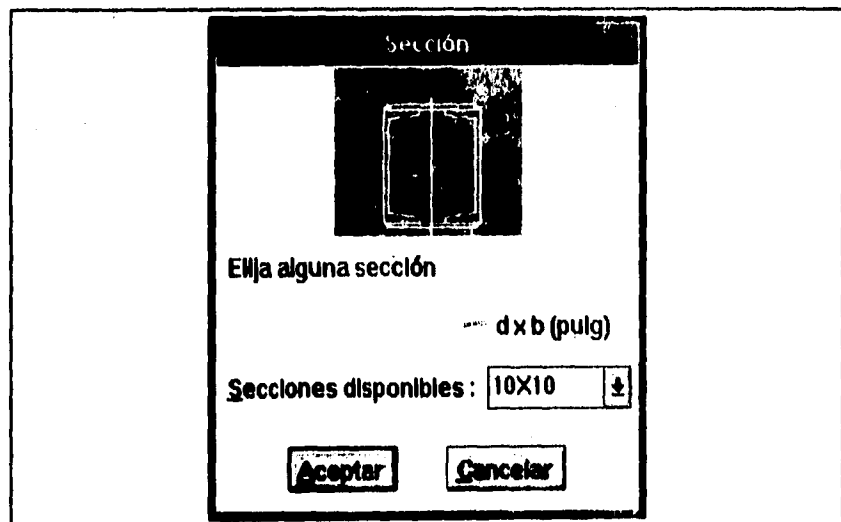 Sección
Elija alguna sección
d x b (pulg)
Secciones disponibles : 10X10
Aceptar Cancelar